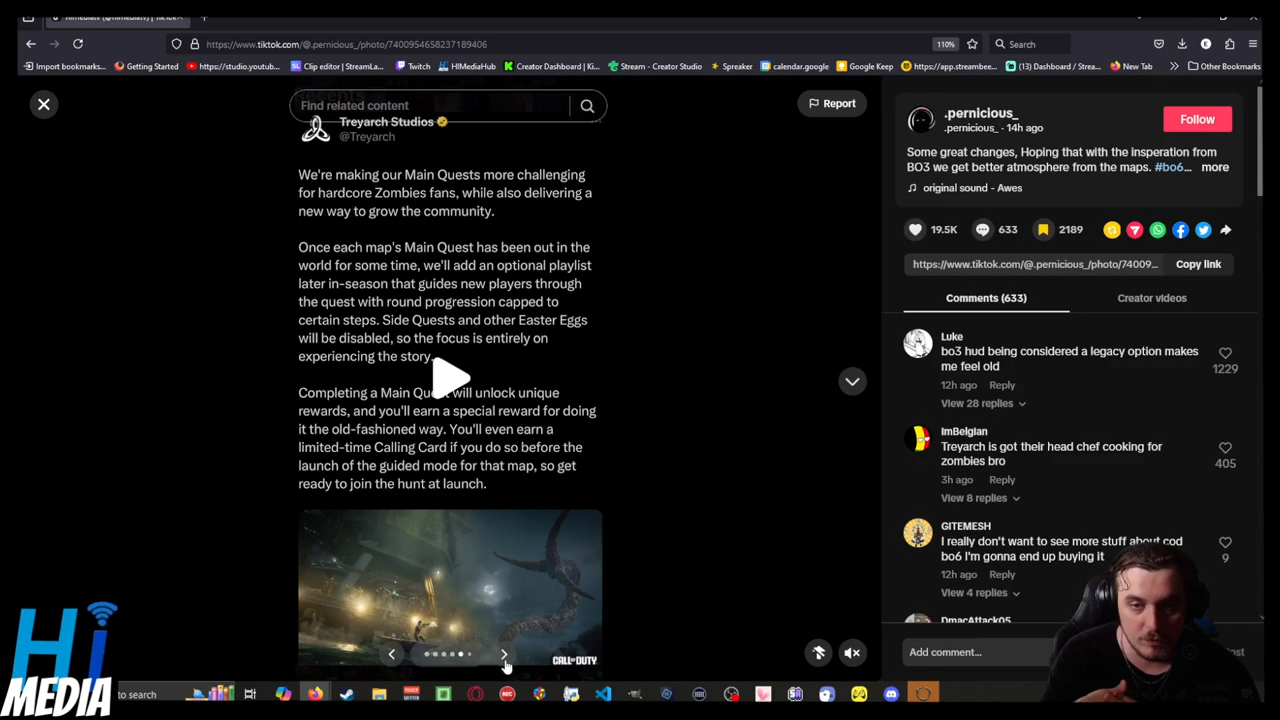 https://www.tiktok.com/@.pernicious_/photo/7400954658237189406
110%
Search
Import bookmarks...
Getting Started
https://studio.youtub...
Clip editor | StreamLa...
Twitch
HIMediaHub
Creator Dashboard | Ki...
Stream - Creator Studio
Spreaker
calendar.google
Google Keep
https://app.streambee...
(13) Dashboard / Strea...
New Tab
Other Bookmarks
Find related content
Report
Treyarch Studios
@Treyarch
We're making our Main Quests more challenging
for hardcore Zombies fans, while also delivering a
new way to grow the community.
Once each map's Main Quest has been out in the
world for some time, we'll add an optional playlist
later in-season that guides new players through
the quest with round progression capped to
certain steps. Side Quests and other Easter Eggs
will be disabled, so the focus is entirely on
experiencing the story.
Completing a Main Quest will unlock unique
rewards, and you'll earn a special reward for doing
it the old-fashioned way. You'll even earn a
limited-time Calling Card if you do so before the
launch of the guided mode for that map, so get
ready to join the hunt at launch.
CALL OF DUTY
.pernicious_
.pernicious_ · 14h ago
Follow
Some great changes, Hoping that with the insperation from
BO3 we get better atmosphere from the maps. #bo6... more
original sound - Awes
19.5K
633
2189
https://www.tiktok.com/@.pernicious_/photo/74009...
Copy link
Comments (633)
Creator videos
Luke
bo3 hud being considered a legacy option makes
me feel old
1229
12h ago
Reply
View 28 replies
ImBelgian
Treyarch is got their head chef cooking for
zombies bro
405
3h ago
Reply
View 8 replies
GITEMESH
I really don't want to see more stuff about cod
bo6 I'm gonna end up buying it
9
12h ago
Reply
View 4 replies
DmacAttack05
Add comment...
Hi
MEDIA
to search
REC